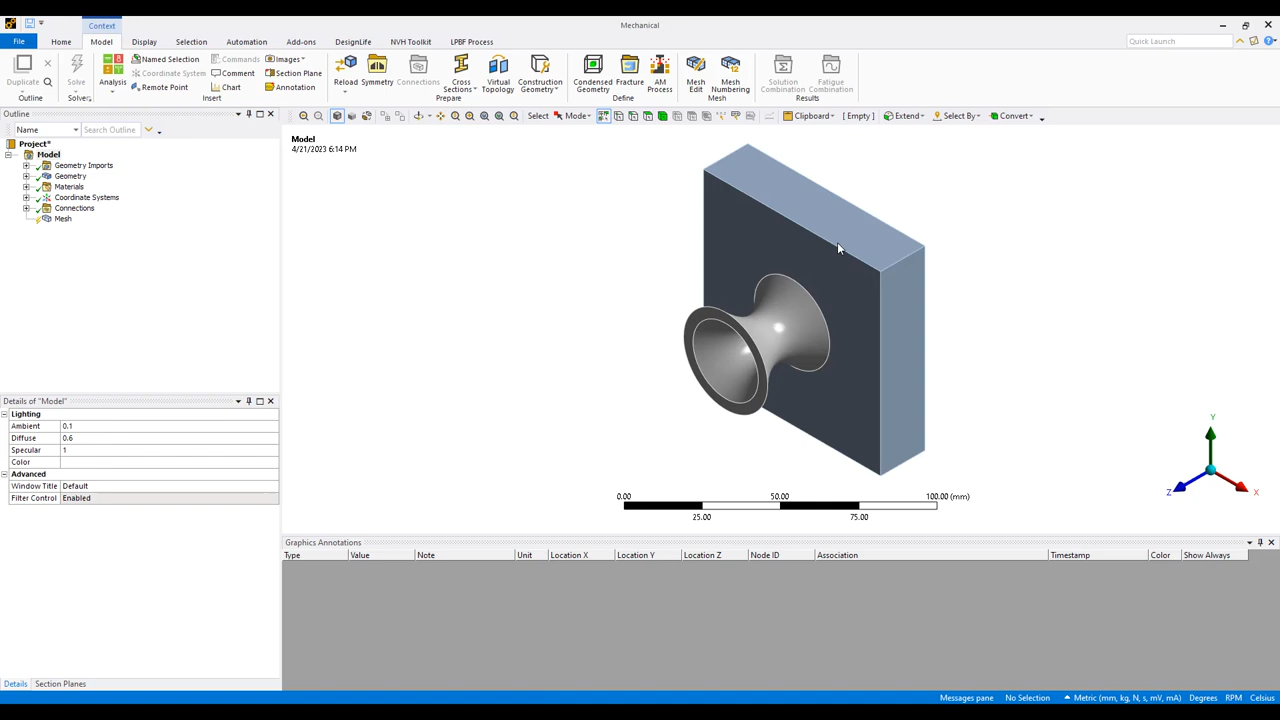 Context
Mechanical
File Home Model Display Selection Automation Add-ons DesignLife NVH Toolkit LPBF Process Quick Launch
Duplicate Outline
Solve Solver
Analysis Named Selection Coordinate System Remote Point Commands Comment Chart Images Section Plane Annotation Insert
Reload Symmetry Connections Cross Sections Virtual Topology Construction Geometry Prepare
Condensed Geometry Fracture AM Process Define
Mesh Edit Mesh Numbering Mesh
Solution Combination Fatigue Combination Results
Outline
Select Mode Clipboard [ Empty ] Extend Select By Convert
Name Search Outline
Project*
Model
Geometry Imports
Geometry
Materials
Coordinate Systems
Connections
Mesh
Model
4/21/2023 6:14 PM
Details of "Model"
Lighting
Ambient 0.1
Diffuse 0.6
Specular 1
Color
Advanced
Window Title Default
Filter Control Enabled
Details Section Planes
Y
Z
X
0.00 50.00 100.00 (mm)
25.00 75.00
Graphics Annotations
Type Value Note Unit Location X Location Y Location Z Node ID Association Timestamp Color Show Always
Messages pane No Selection Metric (mm, kg, N, s, mV, mA) Degrees RPM Celsius